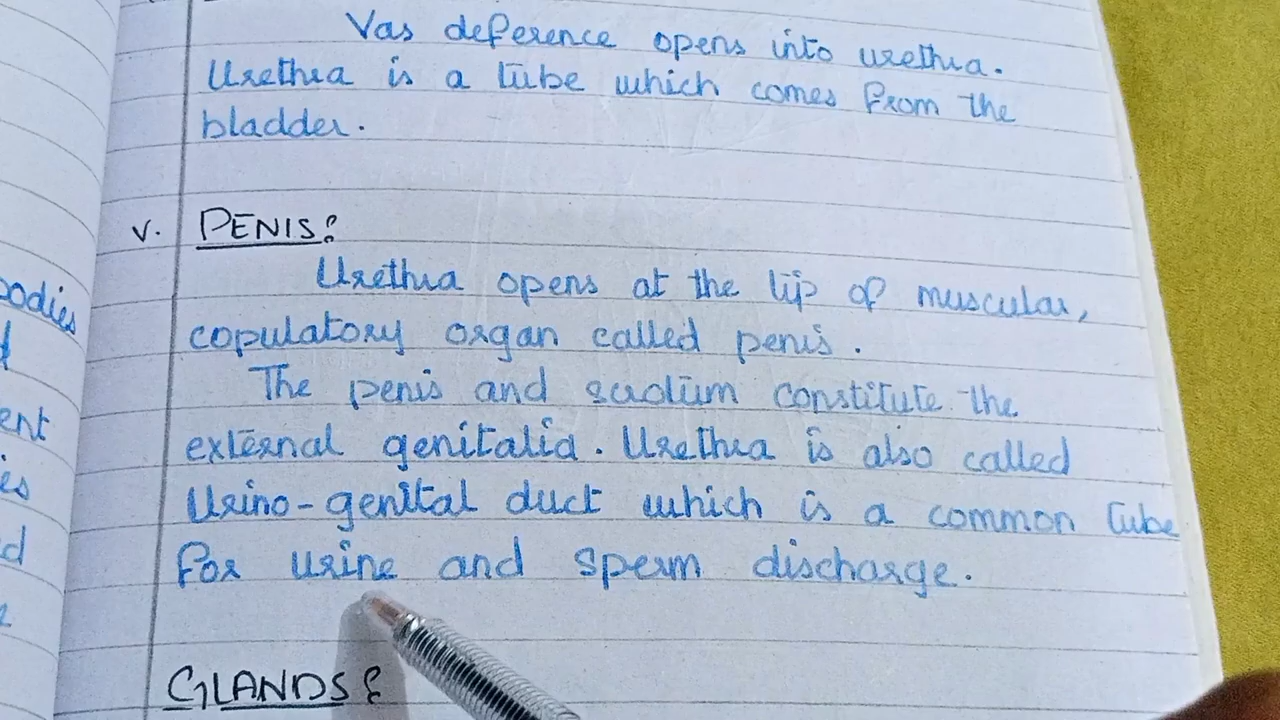 Vas deference opens into urethra.
Urethra is a tube which comes from the
bladder.
v. PENIS:
Urethra opens at the tip of muscular,
copulatory organ called penis.
The penis and scrotum constitute the
external genitalia. Urethra is also called
Urino-genital duct which is a common tube
for urine and sperm discharge.
GLANDS:
bodies
ent